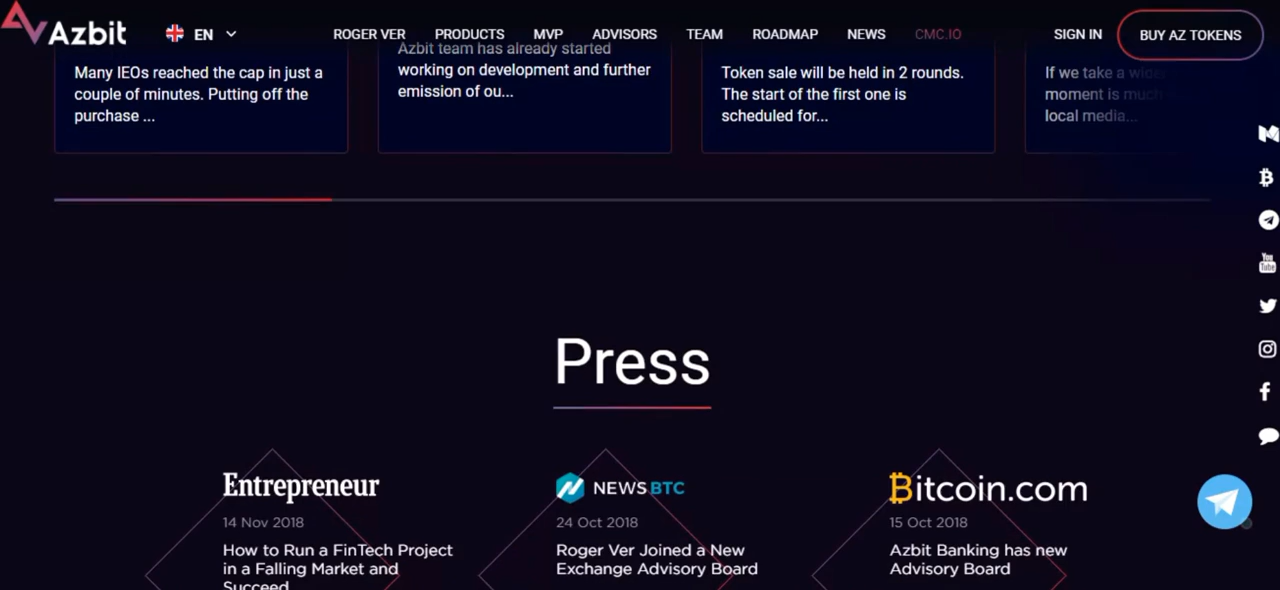 Azbit
EN
ROGER VER
PRODUCTS
MVP
ADVISORS
TEAM
ROADMAP
NEWS
CMC.IO
SIGN IN
BUY AZ TOKENS
Many IEOs reached the cap in just a
couple of minutes. Putting off the
purchase ...
Azbit team has already started
working on development and further
emission of ou...
Token sale will be held in 2 rounds.
The start of the first one is
scheduled for...
If we take a wide
moment is much
local media...
You
Tube
Press
Entrepreneur
14 Nov 2018
How to Run a FinTech Project
in a Falling Market and
Succeed
NEWSBTC
24 Oct 2018
Roger Ver Joined a New
Exchange Advisory Board
Bitcoin.com
15 Oct 2018
Azbit Banking has new
Advisory Board